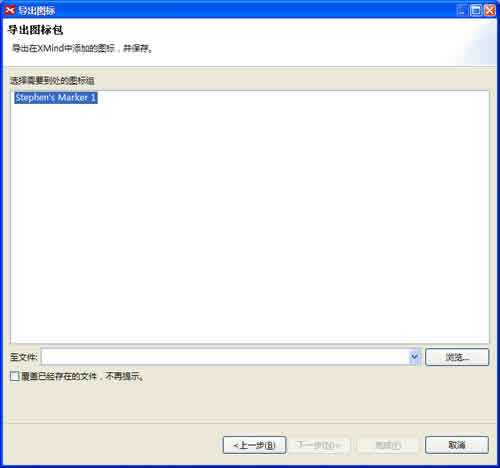 导出图标
导出图标包
导出在XMind中添加的图标，并保存。
选择需要到处的图标组
Stephen's Marker 1
至文件:
浏览...
覆盖已经存在的文件，不再提示。
<上一步(B) 下一步(N)> 完成(F) 取消